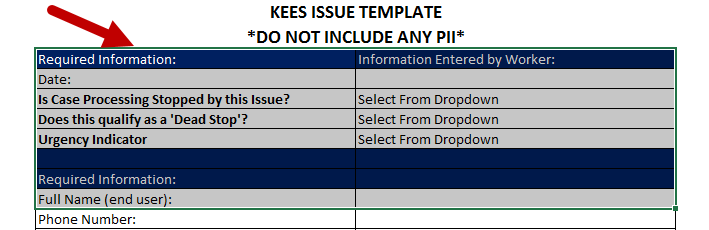 KEES ISSUE TEMPLATE
*DO NOT INCLUDE ANY PII*
Required Information: Information Entered by Worker:
Date:
Is Case Processing Stopped by this Issue? Select From Dropdown
Does this qualify as a 'Dead Stop'? Select From Dropdown
Urgency Indicator Select From Dropdown
Required Information:
Full Name (end user):
Phone Number: